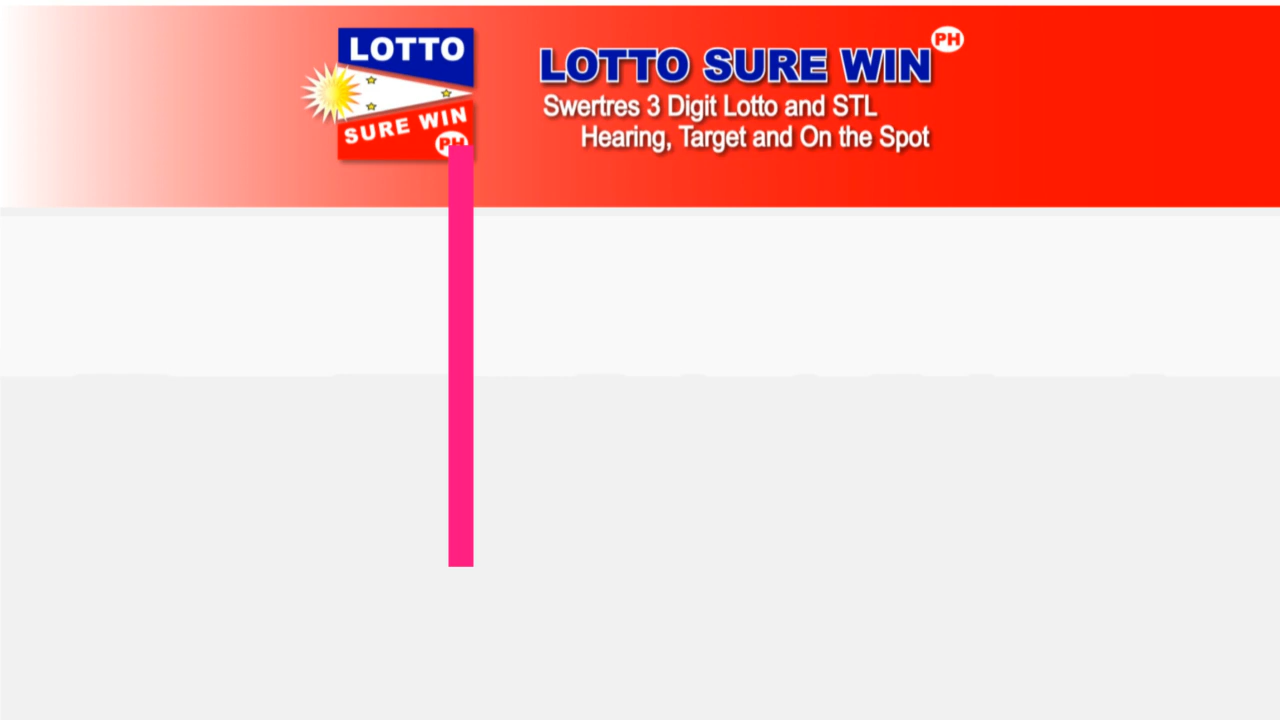 LOTTO
SURE WIN
PH
LOTTO SURE WIN PH
Swertres 3 Digit Lotto and STL
Hearing, Target and On the Spot